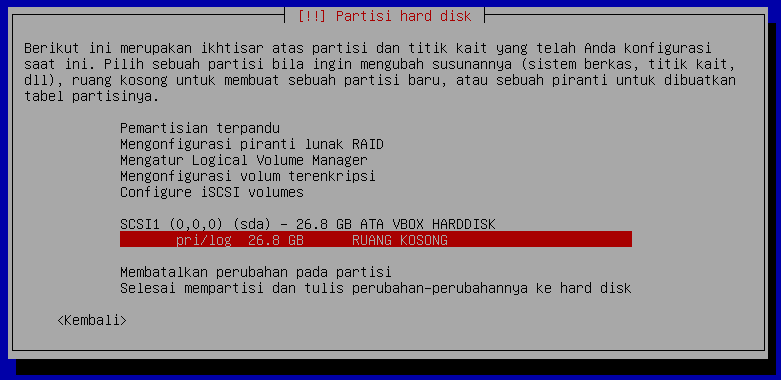 [!!] Partisi hard disk
Berikut ini merupakan ikhtisar atas partisi dan titik kait yang telah Anda konfigurasi
saat ini. Pilih sebuah partisi bila ingin mengubah susunannya (sistem berkas, titik kait,
dll), ruang kosong untuk membuat sebuah partisi baru, atau sebuah piranti untuk dibuatkan
tabel partisinya.
Pemartisian terpandu
Mengonfigurasi piranti lunak RAID
Mengatur Logical Volume Manager
Mengonfigurasi volum terenkripsi
Configure iSCSI volumes
SCSI1 (0,0,0) (sda) - 26.8 GB ATA VBOX HARDDISK
pri/log 26.8 GB RUANG KOSONG
Membatalkan perubahan pada partisi
Selesai mempartisi dan tulis perubahan-perubahannya ke hard disk
<Kembali>